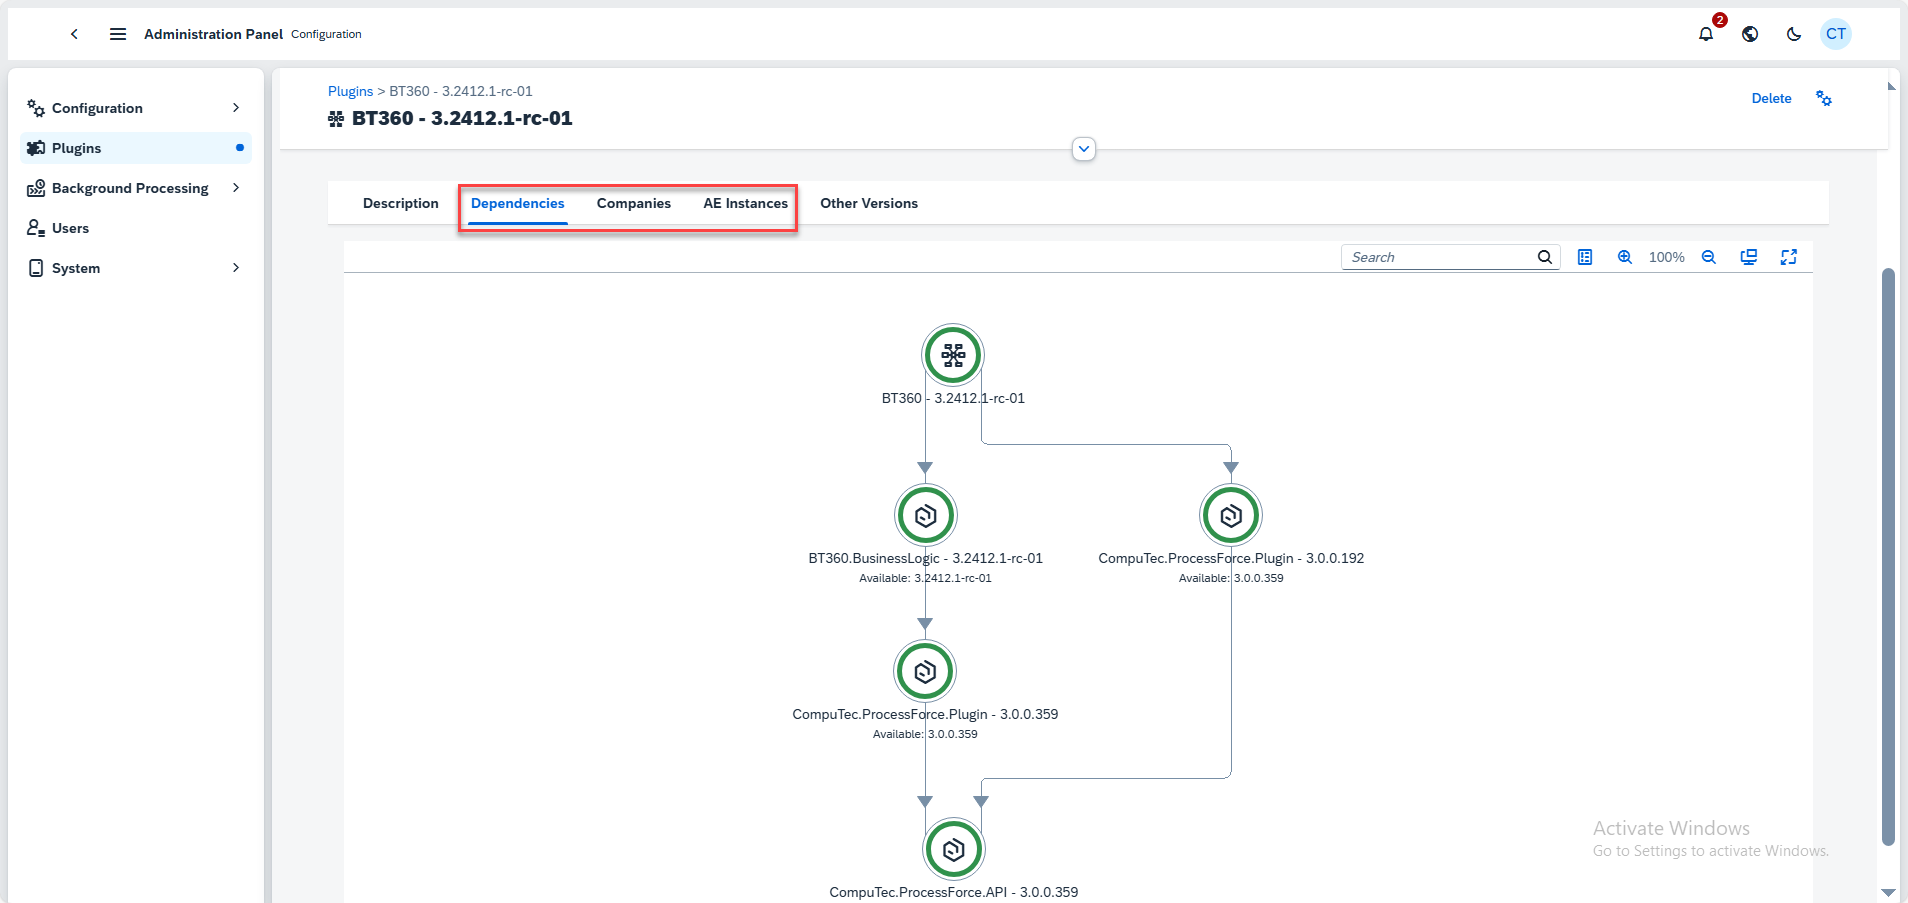 Administration Panel Configuration
2
CT
Configuration
Plugins
Background Processing
Users
System
Plugins > BT360 - 3.2412.1-rc-01
BT360 - 3.2412.1-rc-01
Delete
Description Dependencies Companies AE Instances Other Versions
Search 100%
BT360 - 3.2412.1-rc-01
BT360.BusinessLogic - 3.2412.1-rc-01
Available: 3.2412.1-rc-01
CompuTec.ProcessForce.Plugin - 3.0.0.192
Available: 3.0.0.359
CompuTec.ProcessForce.Plugin - 3.0.0.359
Available: 3.0.0.359
CompuTec.ProcessForce.API - 3.0.0.359
Activate Windows
Go to Settings to activate Windows.